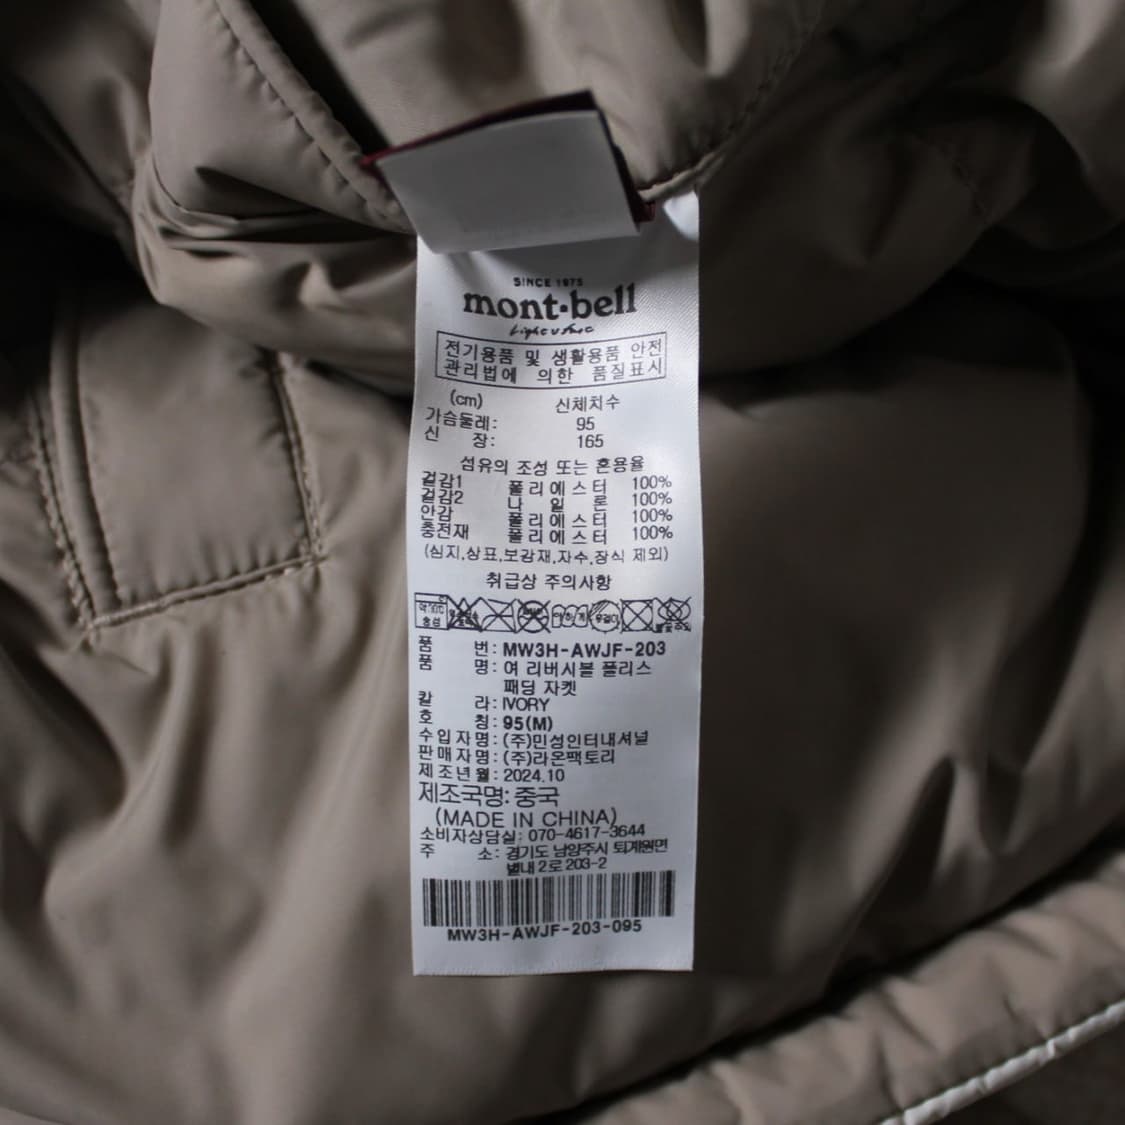 SINCE 1975
mont·bell
전기용품 및 생활용품 안전
관리법에 의한 품질표시
(cm) 신체치수
가슴둘레: 95
신 장: 165
섬유의 조성 또는 혼용율
겉감1 폴리에스터 100%
겉감2 나 일 론 100%
안감 폴리에스터 100%
충전재 폴리에스터 100%
(심지,상표,보강재,자수,장식 제외)
취급상 주의사항
품 번: MW3H-AWJF-203
품 명: 여 리버시블 플리스
패딩 자켓
칼 라: IVORY
호 칭: 95(M)
수입자명: (주)민성인터내셔널
판매자명: (주)라온팩토리
제조년월: 2024.10
제조국명: 중국
(MADE IN CHINA)
소비자상담실: 070-4617-3644
주 소: 경기도 남양주시 퇴계원면
별내2로 203-2
MW3H-AWJF-203-095